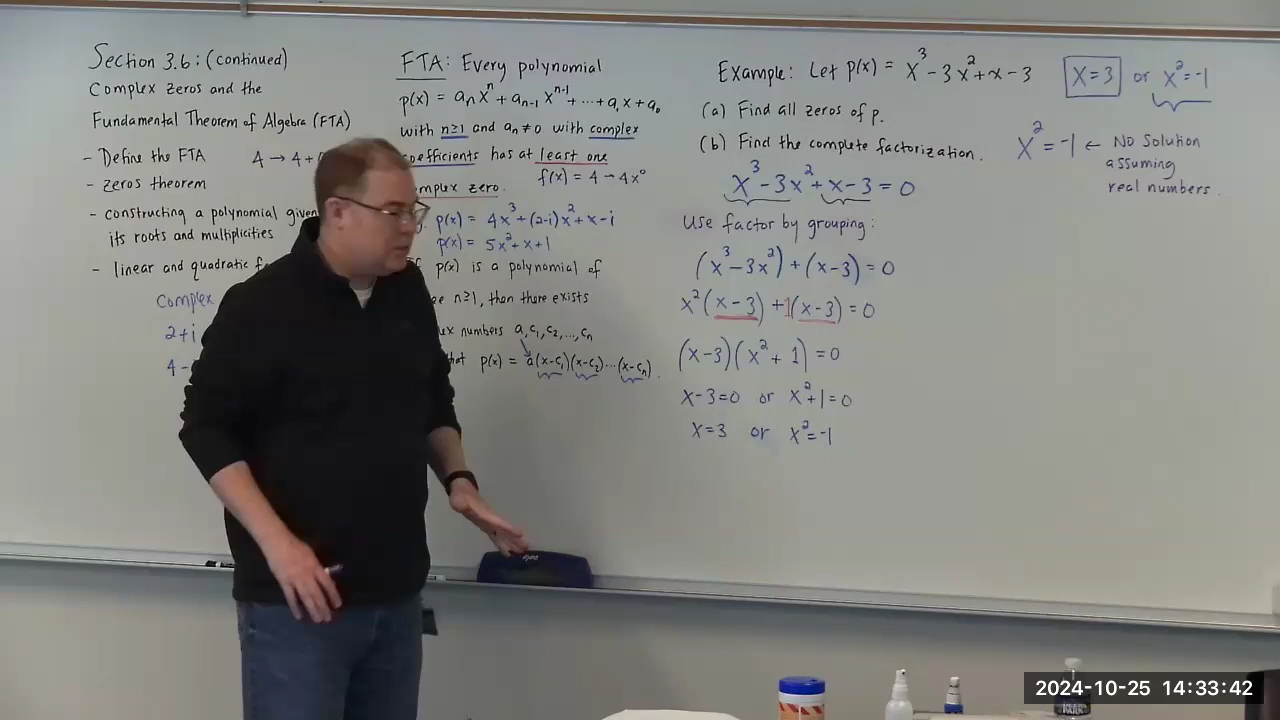 Section 3.6: (continued)
Complex zeros and the
Fundamental Theorem of Algebra (FTA)
- Define the FTA
4 → 4+
- zeros theorem
- constructing a polynomial given
its roots and multiplicities
- linear and quadratic
Complex
2+i
4-
FTA: Every polynomial
p(x) = aₙxⁿ + aₙ₋₁xⁿ⁻¹ + ··· + a₁x + a₀
with n≥1 and aₙ≠0 with complex
coefficients has at least one
complex zero.
f(x) = 4 → 4x⁰
p(x) = 4x³+(2-i)x²+x-i
p(x) = 5x²+x+1
p(x) is a polynomial of
n≥1, then there exists
numbers a,c₁,c₂,...,cₙ
that p(x) = a(x-c₁)(x-c₂)···(x-cₙ).
Example: Let p(x) = x³-3x²+x-3
(a) Find all zeros of p.
(b) Find the complete factorization.
x³-3x²+x-3=0
Use factor by grouping:
(x³-3x²)+(x-3)=0
x²(x-3)+1(x-3)=0
(x-3)(x²+1)=0
x-3=0 or x²+1=0
x=3 or x²=-1
x=3 or x²=-1
x²=-1 ← No Solution
assuming
real numbers.
2024-10-25 14:33:42